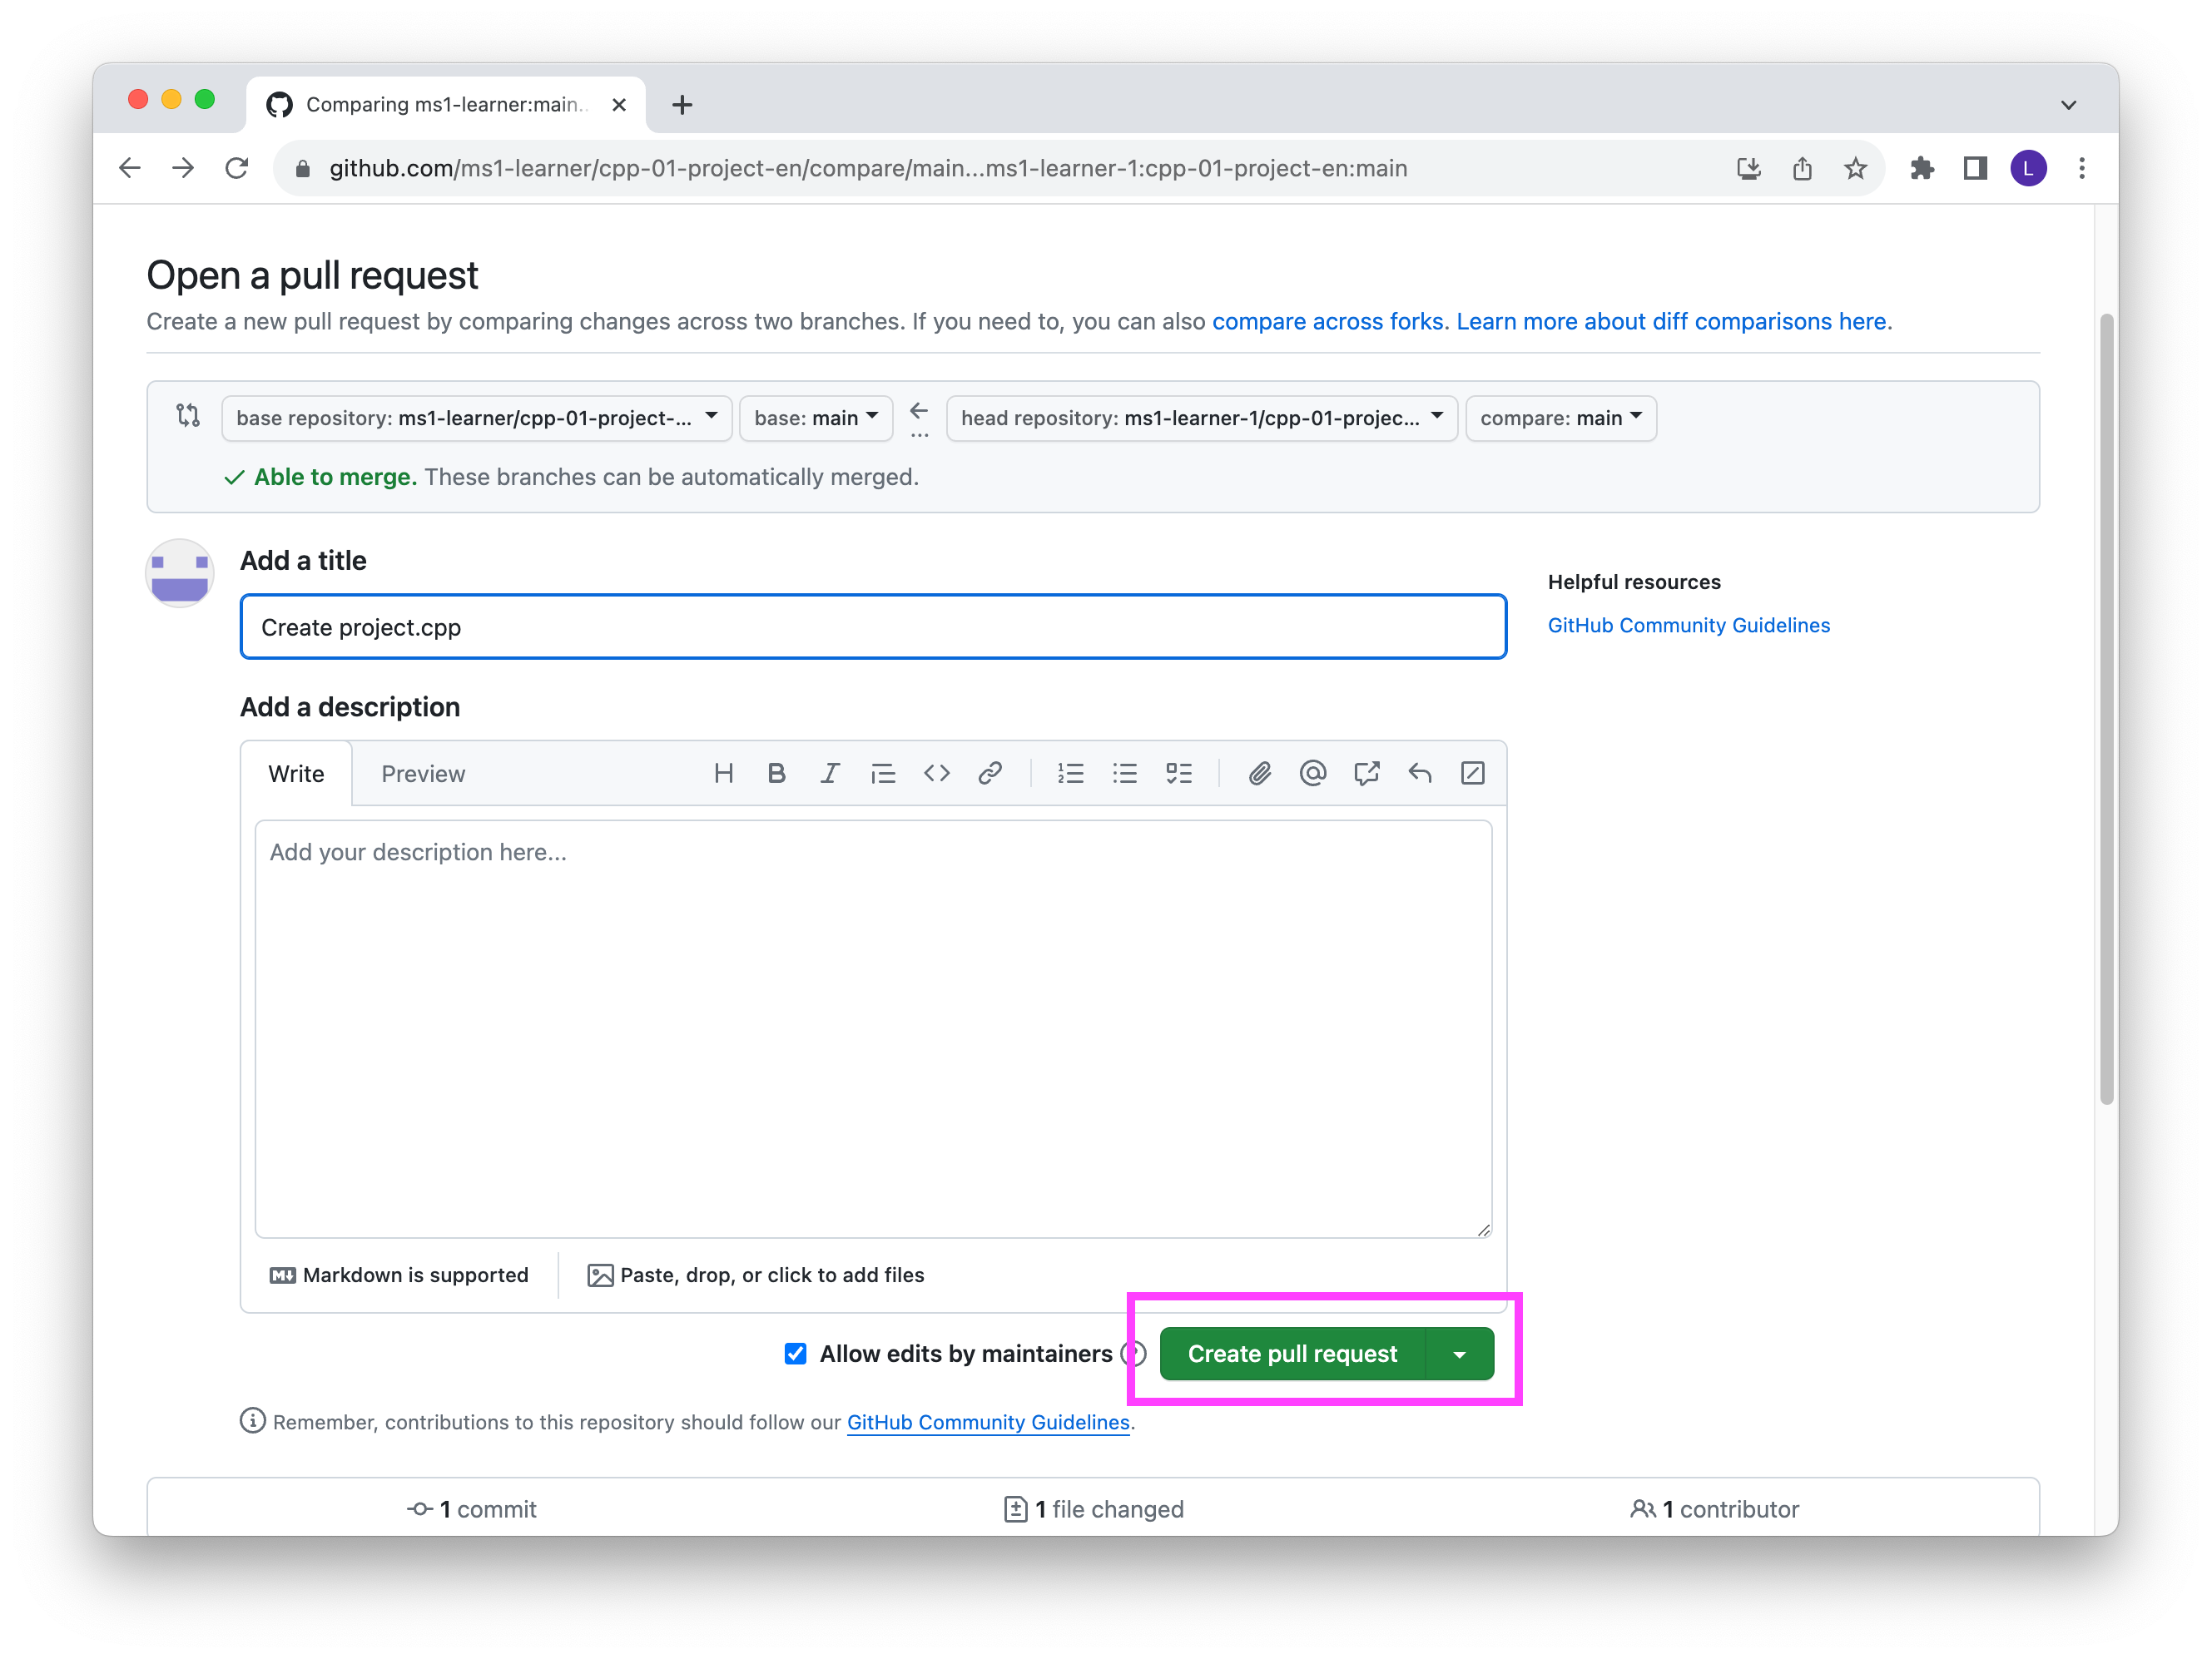 Comparing ms1-learner:main..
github.com/ms1-learner/cpp-01-project-en/compare/main...ms1-learner-1:cpp-01-project-en:main
L
Open a pull request
Create a new pull request by comparing changes across two branches. If you need to, you can also compare across forks. Learn more about diff comparisons here.
base repository: ms1-learner/cpp-01-project-... base: main ... head repository: ms1-learner-1/cpp-01-projec... compare: main
Able to merge. These branches can be automatically merged.
Add a title
Helpful resources
Create project.cpp
GitHub Community Guidelines
Add a description
Write Preview H B I
Add your description here...
Markdown is supported Paste, drop, or click to add files
Allow edits by maintainers Create pull request
Remember, contributions to this repository should follow our GitHub Community Guidelines.
1 commit 1 file changed 1 contributor